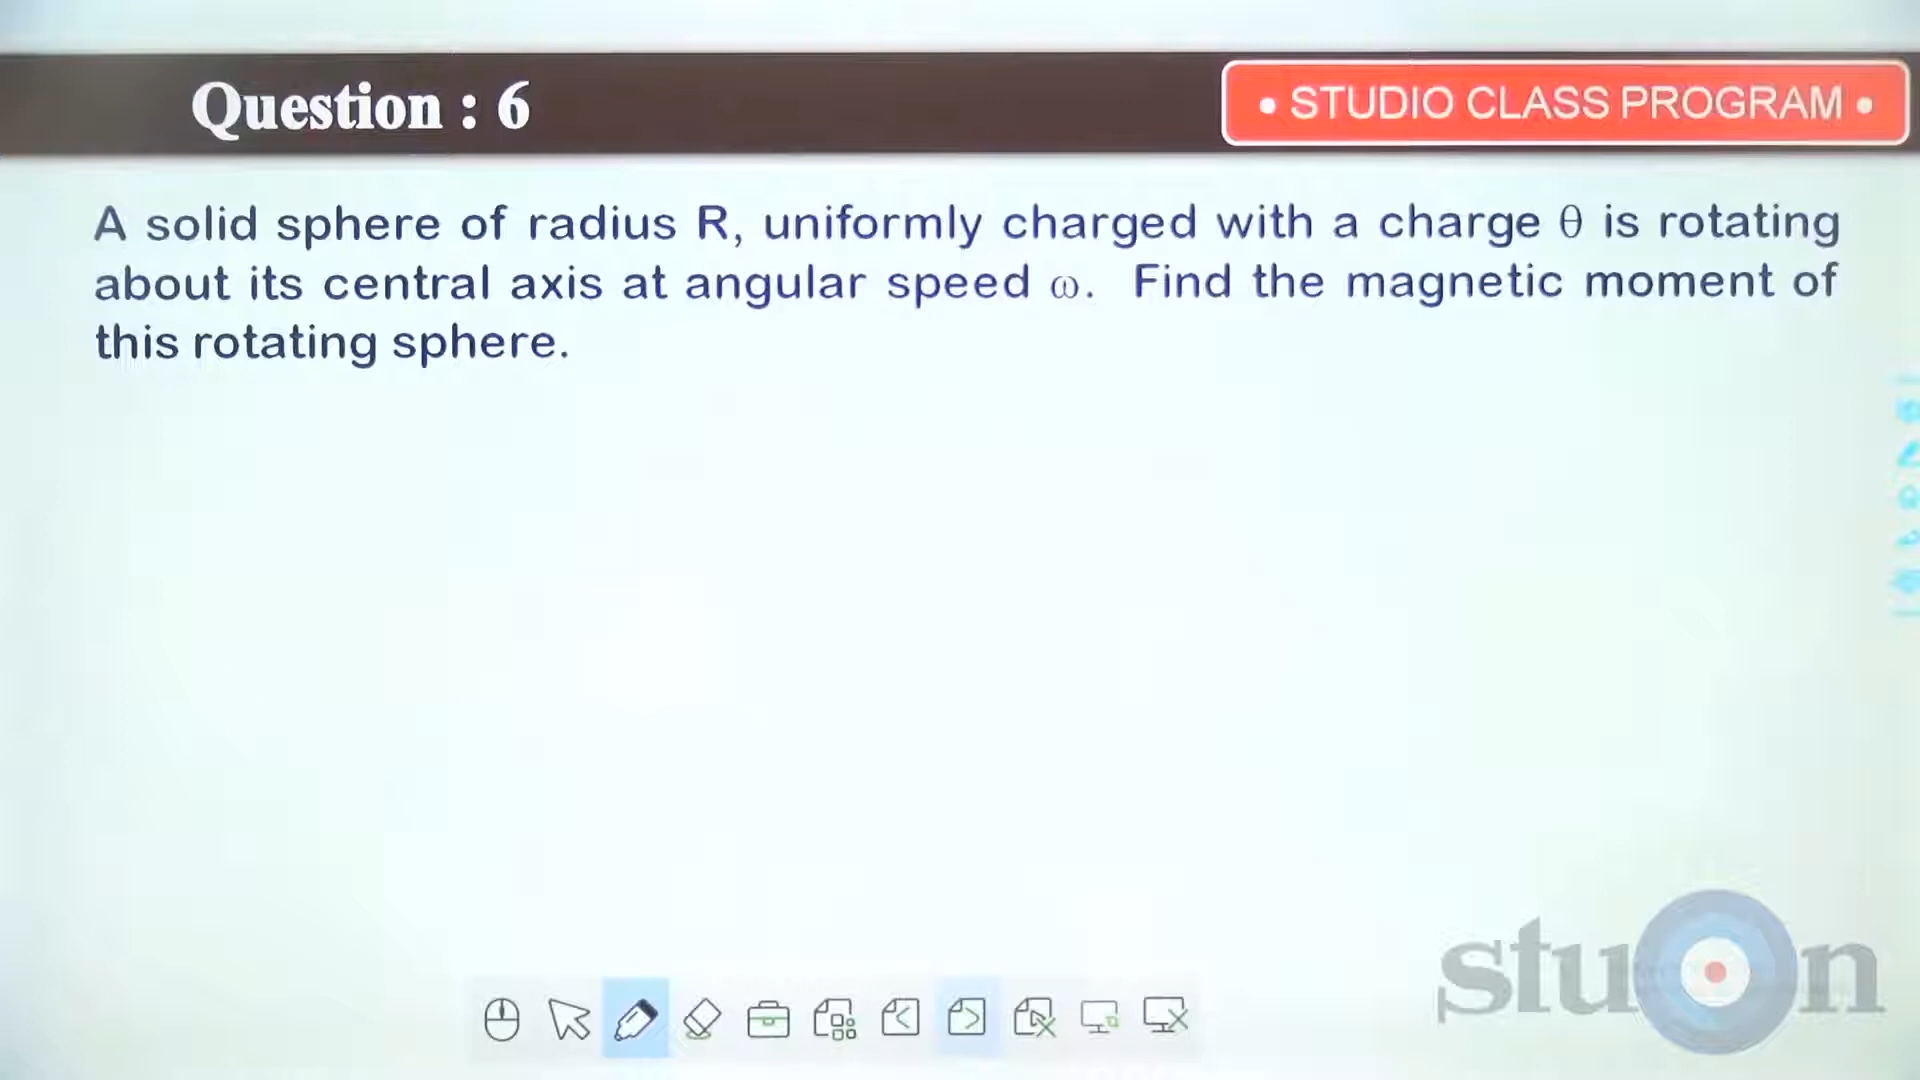 Question : 6
• STUDIO CLASS PROGRAM •
A solid sphere of radius R, uniformly charged with a charge θ is rotating
about its central axis at angular speed ω. Find the magnetic moment of
this rotating sphere.
stuon